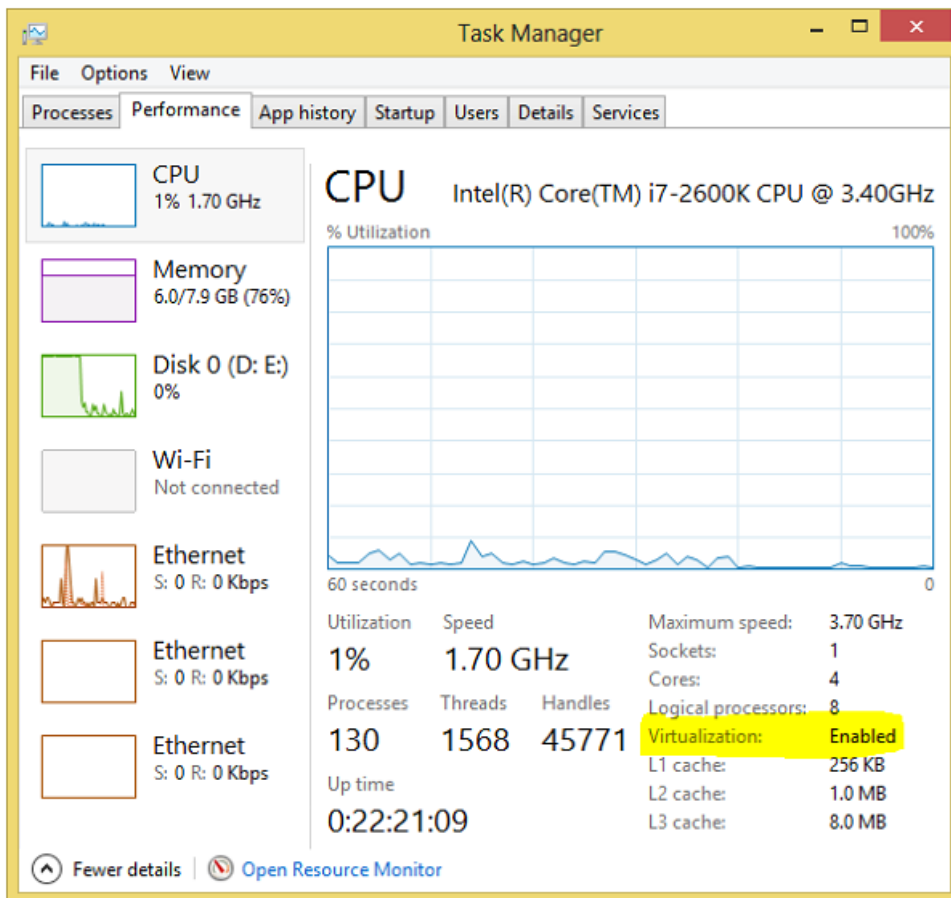 Task Manager
File Options View
Processes Performance App history Startup Users Details Services
CPU
1% 1.70 GHz
Memory
6.0/7.9 GB (76%)
Disk 0 (D: E:)
0%
Wi-Fi
Not connected
Ethernet
S: 0 R: 0 Kbps
Ethernet
S: 0 R: 0 Kbps
Ethernet
S: 0 R: 0 Kbps
CPU Intel(R) Core(TM) i7-2600K CPU @ 3.40GHz
% Utilization 100%
60 seconds 0
Utilization Speed
1% 1.70 GHz
Processes Threads Handles
130 1568 45771
Up time
0:22:21:09
Maximum speed: 3.70 GHz
Sockets: 1
Cores: 4
Logical processors: 8
Virtualization: Enabled
L1 cache: 256 KB
L2 cache: 1.0 MB
L3 cache: 8.0 MB
Fewer details Open Resource Monitor